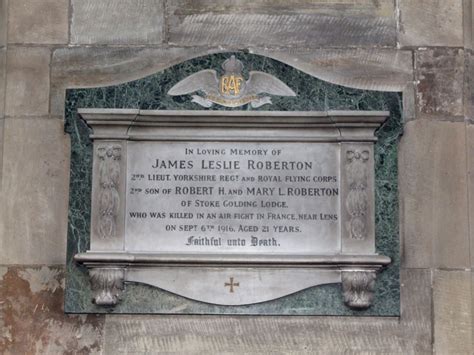 RAF
IN LOVING MEMORY OF
JAMES LESLIE ROBERTON
2ND LIEUT. YORKSHIRE REGT. AND ROYAL FLYING CORPS
2ND SON OF ROBERT H. AND MARY L. ROBERTON
OF STOKE GOLDING LODGE.
WHO WAS KILLED IN AN AIR FIGHT IN FRANCE, NEAR LENS
ON SEPT 6TH 1916. AGED 21 YEARS.
Faithful unto Death.